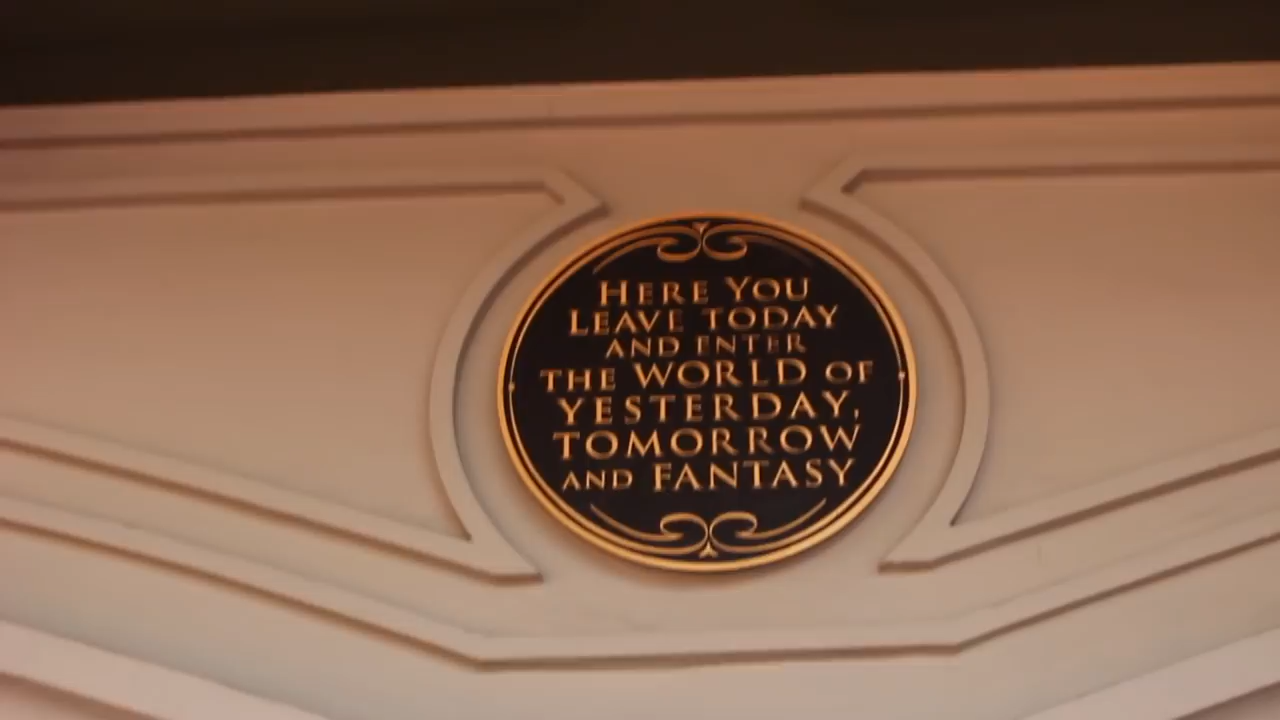 HERE YOU
LEAVE TODAY
AND ENTER
THE WORLD OF
YESTERDAY,
TOMORROW
AND FANTASY